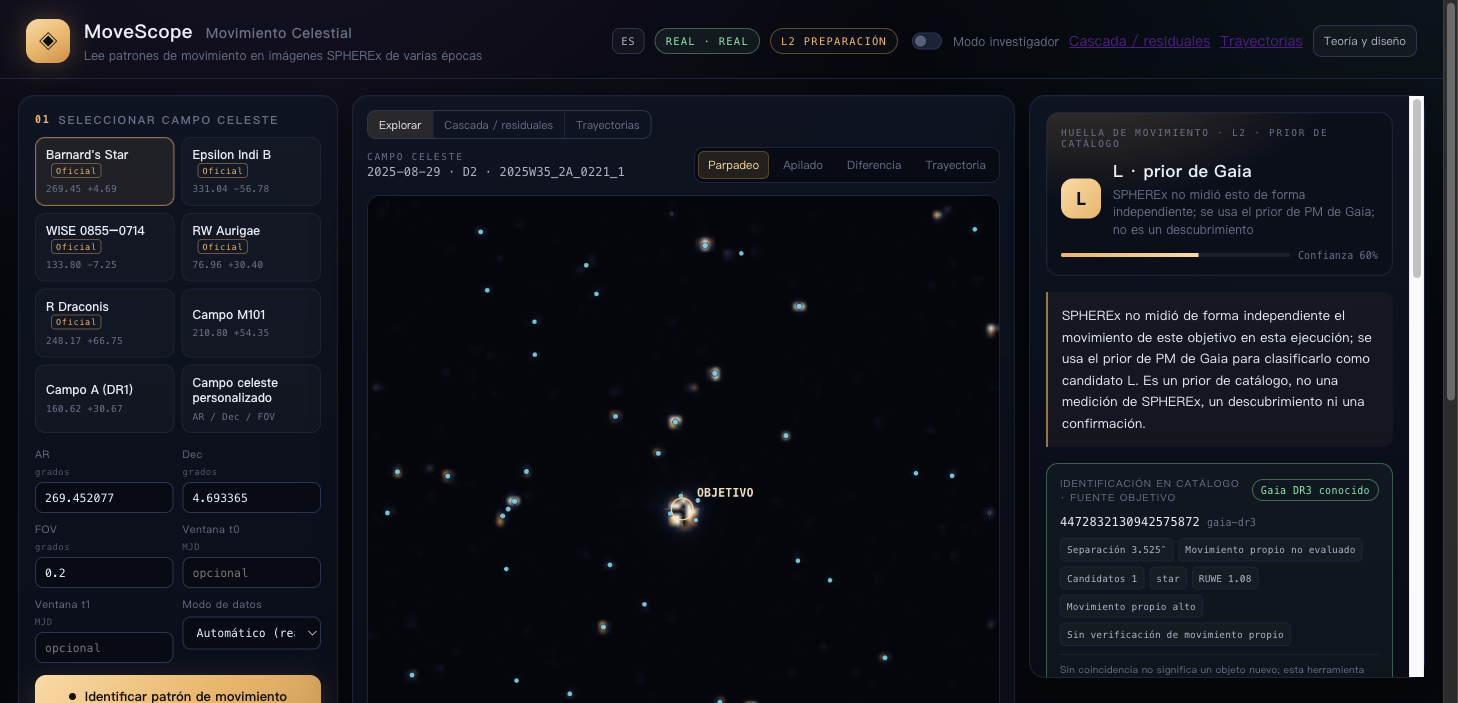 MoveScope Movimiento Celestial
Lee patrones de movimiento en imágenes SPHEREx de varias épocas
ES
REAL · REAL
L2 PREPARACIÓN
Modo investigador
Cascada / residuales
Trayectorias
Teoría y diseño
01 SELECCIONAR CAMPO CELESTE
Barnard's Star
Oficial
269.45 +4.69
Epsilon Indi B
Oficial
331.04 −56.78
WISE 0855−0714
Oficial
133.80 −7.25
RW Aurigae
Oficial
76.96 +30.40
R Draconis
Oficial
248.17 +66.75
Campo M101
210.80 +54.35
Campo A (DR1)
160.62 +30.67
Campo celeste
personalizado
AR / Dec / FOV
AR
grados
269.452077
Dec
grados
4.693365
FOV
grados
0.2
Ventana t0
MJD
opcional
Ventana t1
MJD
opcional
Modo de datos
Automático (rea
Identificar patrón de movimiento
Explorar
Cascada / residuales
Trayectorias
CAMPO CELESTE
2025-08-29 · D2 · 2025W35_2A_0221_1
Parpadeo
Apilado
Diferencia
Trayectoria
OBJETIVO
HUELLA DE MOVIMIENTO · L2 · PRIOR DE
CATÁLOGO
L
L · prior de Gaia
SPHEREx no midió esto de forma
independiente; se usa el prior de PM de Gaia;
no es un descubrimiento
Confianza 60%
SPHEREx no midió de forma independiente el
movimiento de este objetivo en esta ejecución; se
usa el prior de PM de Gaia para clasificarlo como
candidato L. Es un prior de catálogo, no una
medición de SPHEREx, un descubrimiento ni una
confirmación.
IDENTIFICACIÓN EN CATÁLOGO
· FUENTE OBJETIVO
Gaia DR3 conocido
4472832130942575872 gaia-dr3
Separación 3.525″
Movimiento propio no evaluado
Candidatos 1
star
RUWE 1.08
Movimiento propio alto
Sin verificación de movimiento propio
Sin coincidencia no significa un objeto nuevo; esta herramienta